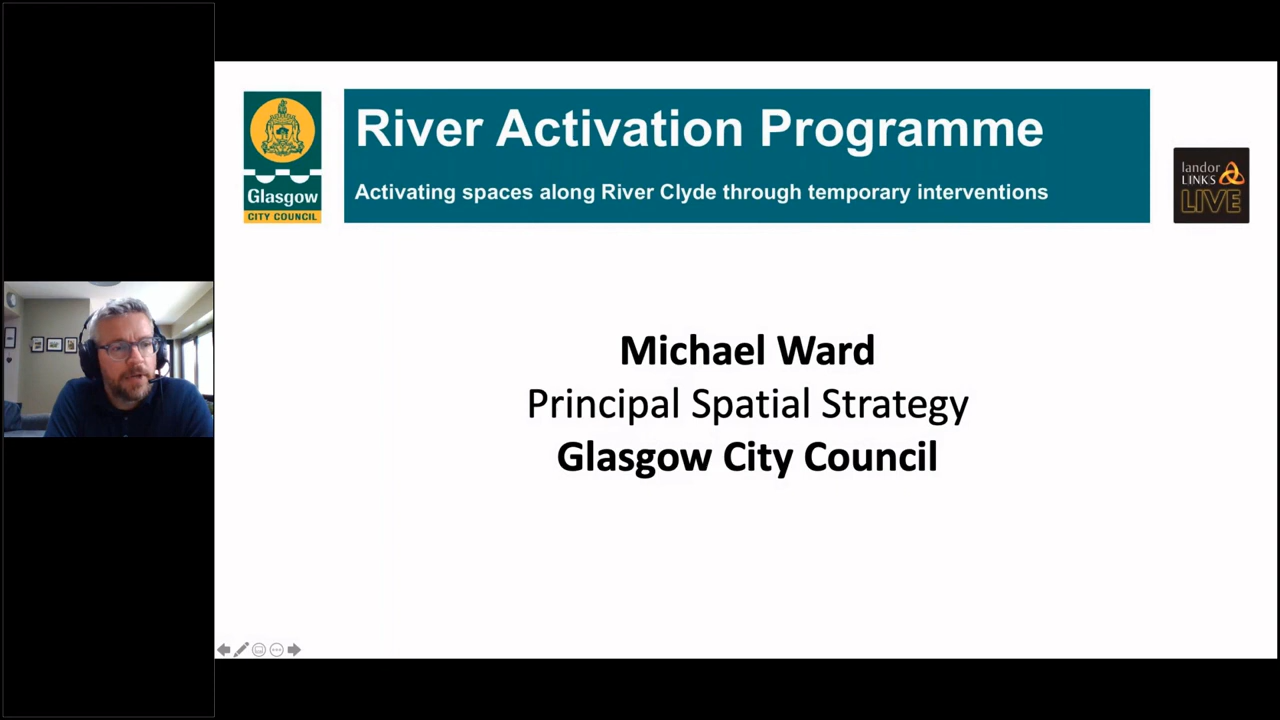 River Activation Programme
Activating spaces along River Clyde through temporary interventions
Glasgow
CITY COUNCIL
landor
LINKS
LIVE
Michael Ward
Principal Spatial Strategy
Glasgow City Council